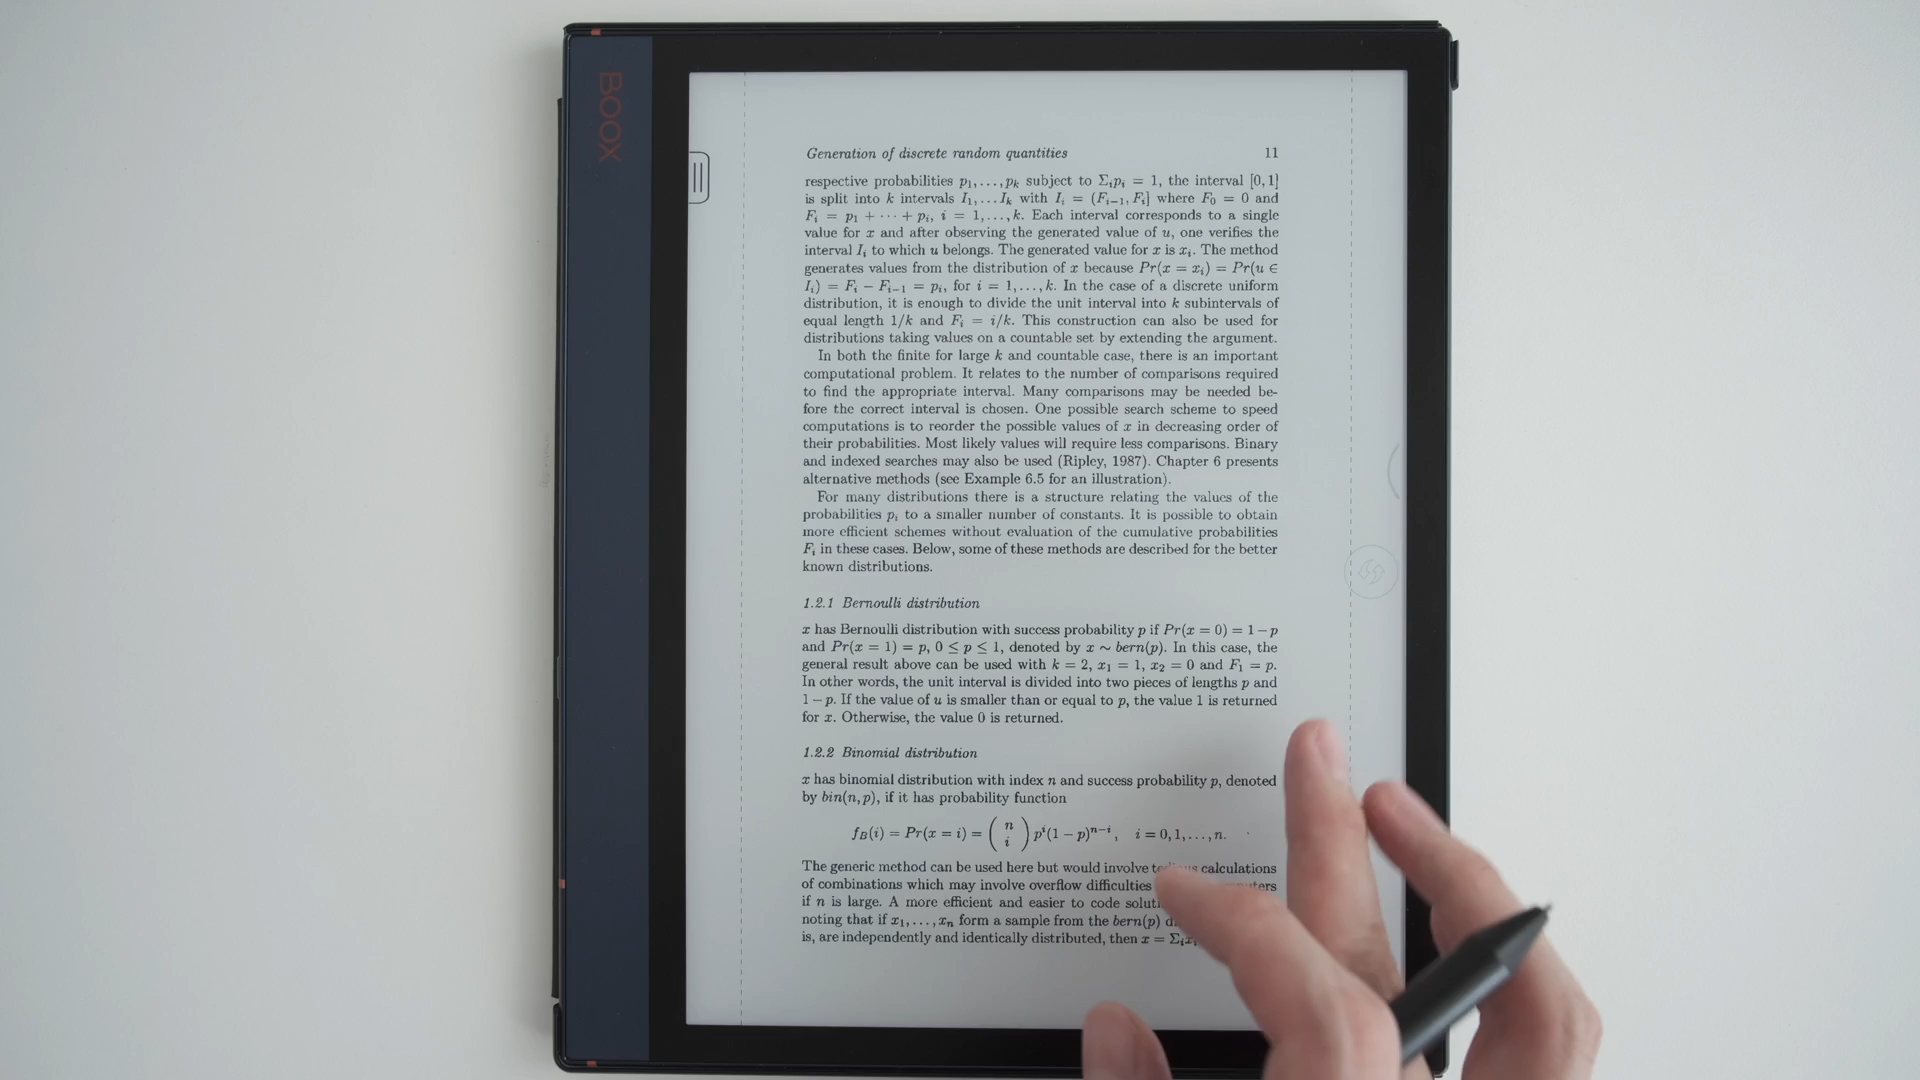 BOOX
Generation of discrete random quantities 11
respective probabilities p₁,...,pₖ subject to Σᵢpᵢ = 1, the interval [0,1]
is split into k intervals I₁,...Iₖ with Iᵢ = (Fᵢ₋₁, Fᵢ] where F₀ = 0 and
Fᵢ = p₁ + ··· + pᵢ, i = 1,...,k. Each interval corresponds to a single
value for x and after observing the generated value of u, one verifies the
interval Iᵢ to which u belongs. The generated value for x is xᵢ. The method
generates values from the distribution of x because Pr(x = xᵢ) = Pr(u ∈
Iᵢ) = Fᵢ − Fᵢ₋₁ = pᵢ, for i = 1,...,k. In the case of a discrete uniform
distribution, it is enough to divide the unit interval into k subintervals of
equal length 1/k and Fᵢ = i/k. This construction can also be used for
distributions taking values on a countable set by extending the argument.
In both the finite for large k and countable case, there is an important
computational problem. It relates to the number of comparisons required
to find the appropriate interval. Many comparisons may be needed be-
fore the correct interval is chosen. One possible search scheme to speed
computations is to reorder the possible values of x in decreasing order of
their probabilities. Most likely values will require less comparisons. Binary
and indexed searches may also be used (Ripley, 1987). Chapter 6 presents
alternative methods (see Example 6.5 for an illustration).
For many distributions there is a structure relating the values of the
probabilities pᵢ to a smaller number of constants. It is possible to obtain
more efficient schemes without evaluation of the cumulative probabilities
Fᵢ in these cases. Below, some of these methods are described for the better
known distributions.
1.2.1 Bernoulli distribution
x has Bernoulli distribution with success probability p if Pr(x = 0) = 1 − p
and Pr(x = 1) = p, 0 ≤ p ≤ 1, denoted by x ∼ bern(p). In this case, the
general result above can be used with k = 2, x₁ = 1, x₂ = 0 and F₁ = p.
In other words, the unit interval is divided into two pieces of lengths p and
1 − p. If the value of u is smaller than or equal to p, the value 1 is returned
for x. Otherwise, the value 0 is returned.
1.2.2 Binomial distribution
x has binomial distribution with index n and success probability p, denoted
by bin(n, p), if it has probability function
f_B(i) = Pr(x = i) = (n i) pⁱ(1 − p)ⁿ⁻ⁱ, i = 0, 1, ..., n.
The generic method can be used here but would involve calculations
of combinations which may involve overflow difficulties
if n is large. A more efficient and easier to code
noting that if x₁,...,xₙ form a sample from the bern(p)
is, are independently and identically distributed, then x = Σᵢxᵢ